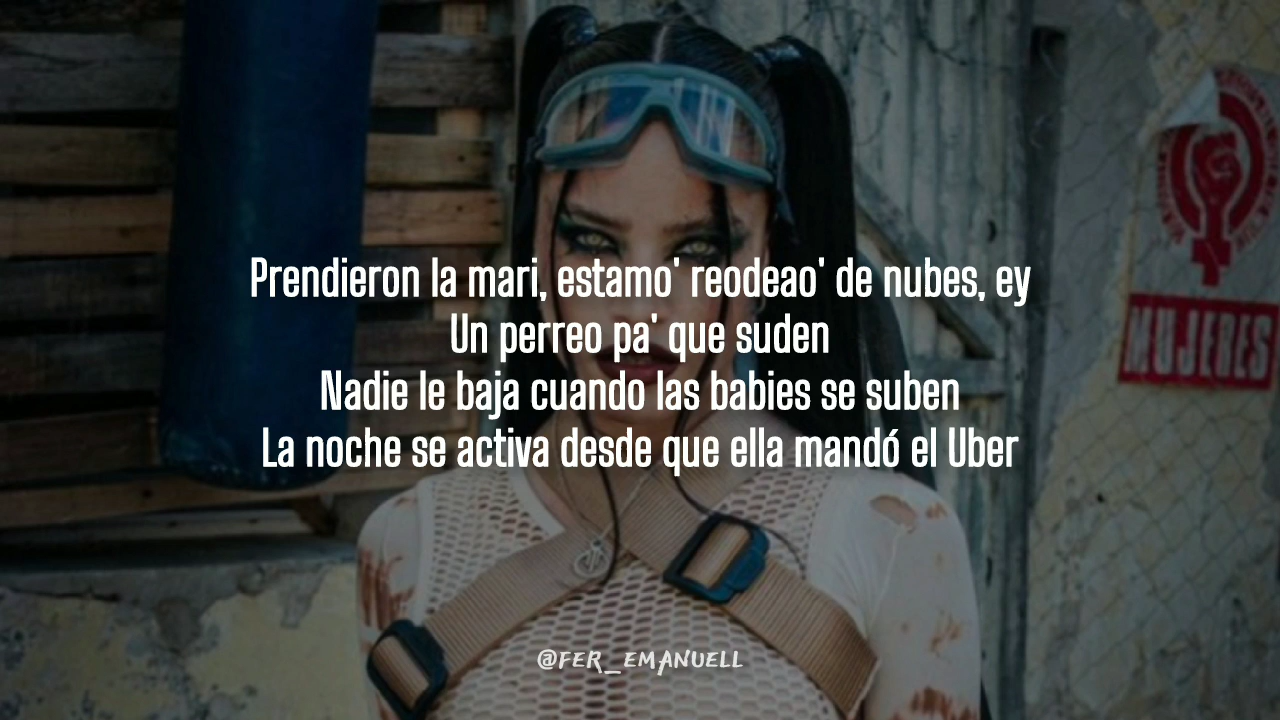 Prendieron la mari, estamo' reodeao' de nubes, ey
Un perreo pa' que suden
Nadie le baja cuando las babies se suben
La noche se activa desde que ella mandó el Uber
MUJERES
@FER_EMANUELL